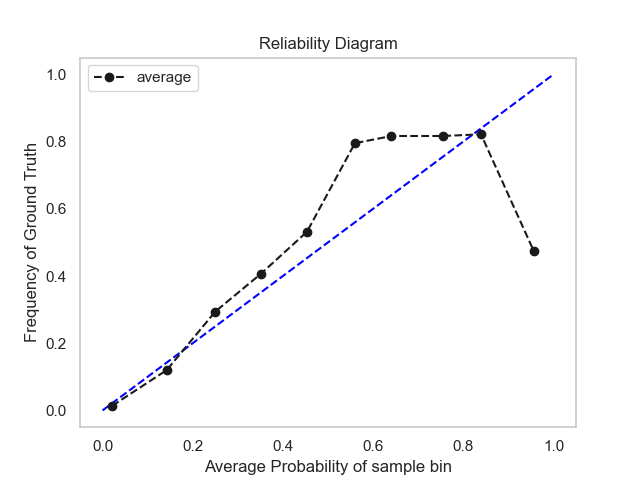 Reliability Diagram
average
1.0
0.8
0.6
0.4
0.2
0.0
Frequency of Ground Truth
0.0 0.2 0.4 0.6 0.8 1.0
Average Probability of sample bin